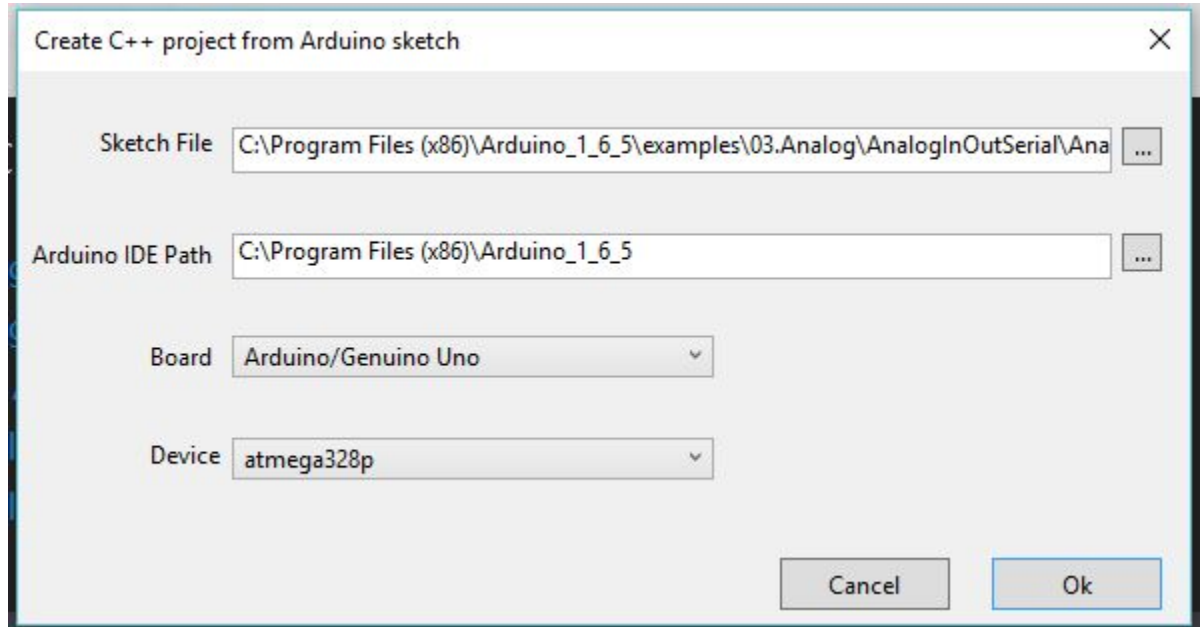 Create C++ project from Arduino sketch
Sketch File C:\Program Files (x86)\Arduino_1_6_5\examples\03.Analog\AnalogInOutSerial\Ana ...
Arduino IDE Path C:\Program Files (x86)\Arduino_1_6_5 ...
Board Arduino/Genuino Uno
Device atmega328p
Cancel Ok